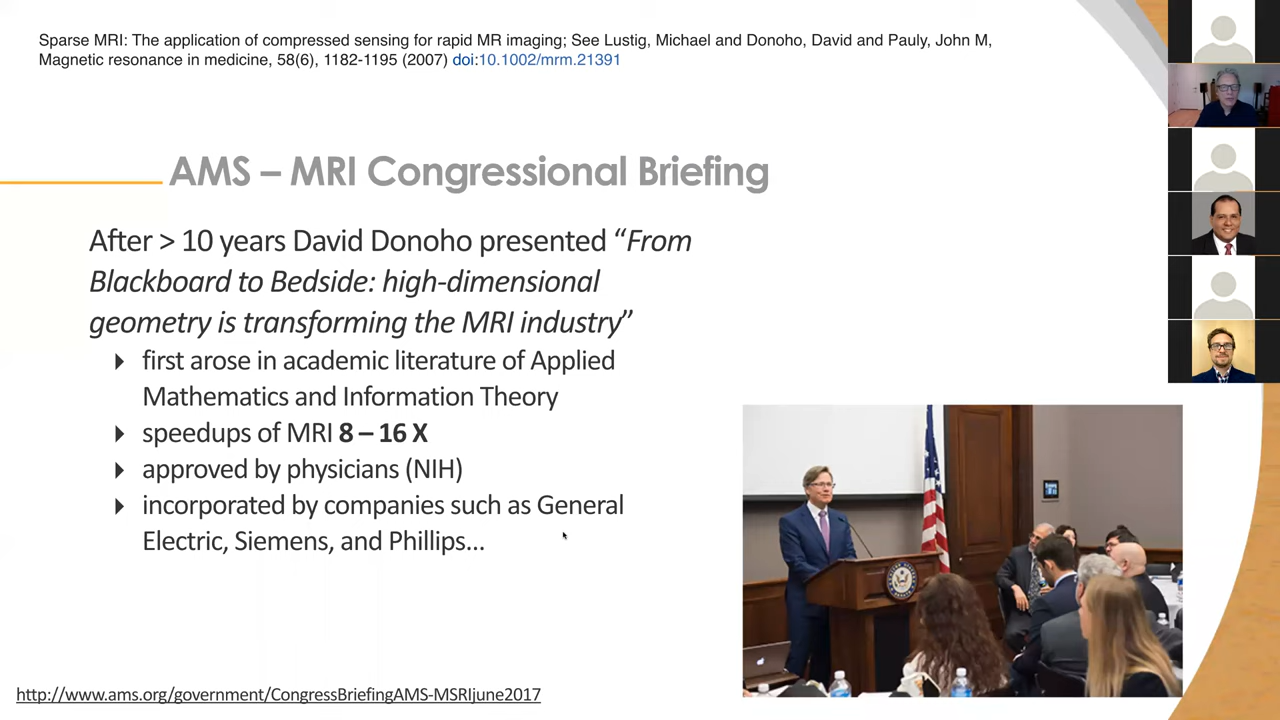 Sparse MRI: The application of compressed sensing for rapid MR imaging; See Lustig, Michael and Donoho, David and Pauly, John M,
Magnetic resonance in medicine, 58(6), 1182-1195 (2007) doi:10.1002/mrm.21391
AMS – MRI Congressional Briefing
After > 10 years David Donoho presented “From
Blackboard to Bedside: high-dimensional
geometry is transforming the MRI industry”
first arose in academic literature of Applied
Mathematics and Information Theory
speedups of MRI 8 – 16 X
approved by physicians (NIH)
incorporated by companies such as General
Electric, Siemens, and Phillips...
http://www.ams.org/government/CongressBriefingAMS-MSRIjune2017